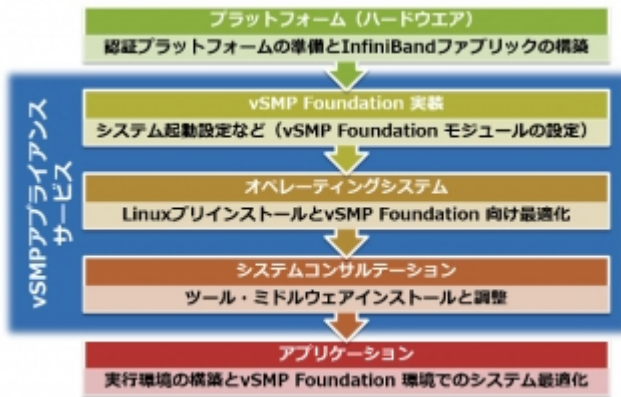 プラットフォーム（ハードウエア）
認証プラットフォームの準備とInfiniBandファブリックの構築
vSMPアプライアンス
サービス
vSMP Foundation 実装
システム起動設定など（vSMP Foundation モジュールの設定）
オペレーティングシステム
LinuxプリインストールとvSMP Foundation 向け最適化
システムコンサルテーション
ツール・ミドルウェアインストールと調整
アプリケーション
実行環境の構築とvSMP Foundation 環境でのシステム最適化